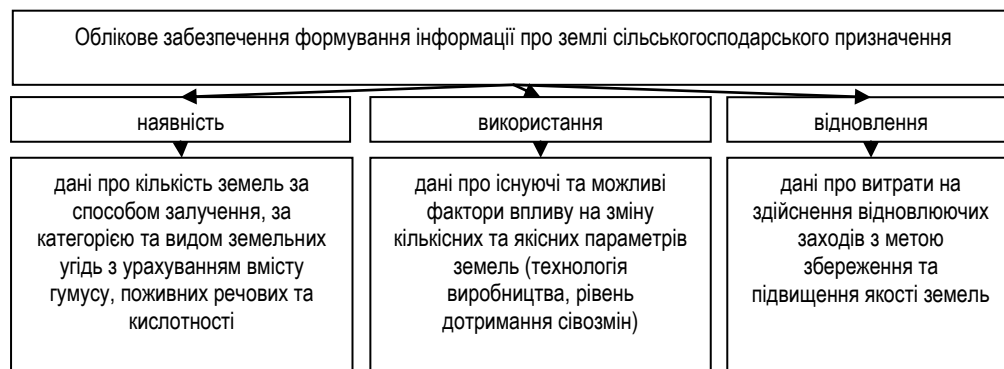 Облікове забезпечення формування інформації про землі сільськогосподарського призначення
наявність
використання
відновлення
дані про кількість земель за
способом залучення, за
категорією та видом земельних
угідь з урахуванням вмісту
гумусу, поживних речових та
кислотності
дані про існуючі та можливі
фактори впливу на зміну
кількісних та якісних параметрів
земель (технологія
виробництва, рівень
дотримання сівозмін)
дані про витрати на
здійснення відновлюючих
заходів з метою
збереження та
підвищення якості земель